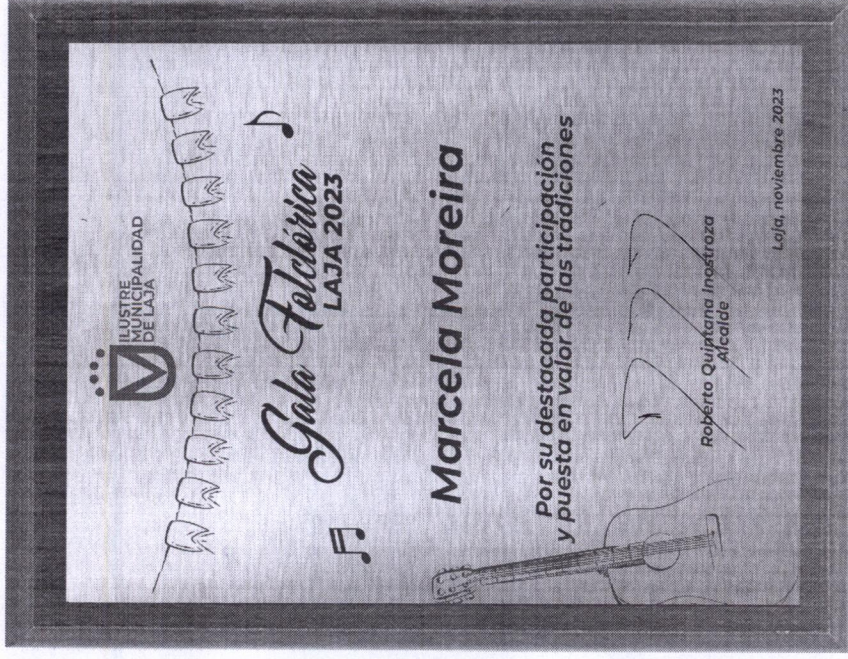 ILUSTRE
MUNICIPALIDAD
DE LAJA
Gala Folclórica
LAJA 2023
Marcela Moreira
Por su destacada participación
y puesta en valor de las tradiciones
Roberto Quintana Inostroza
Alcalde
Laja, noviembre 2023